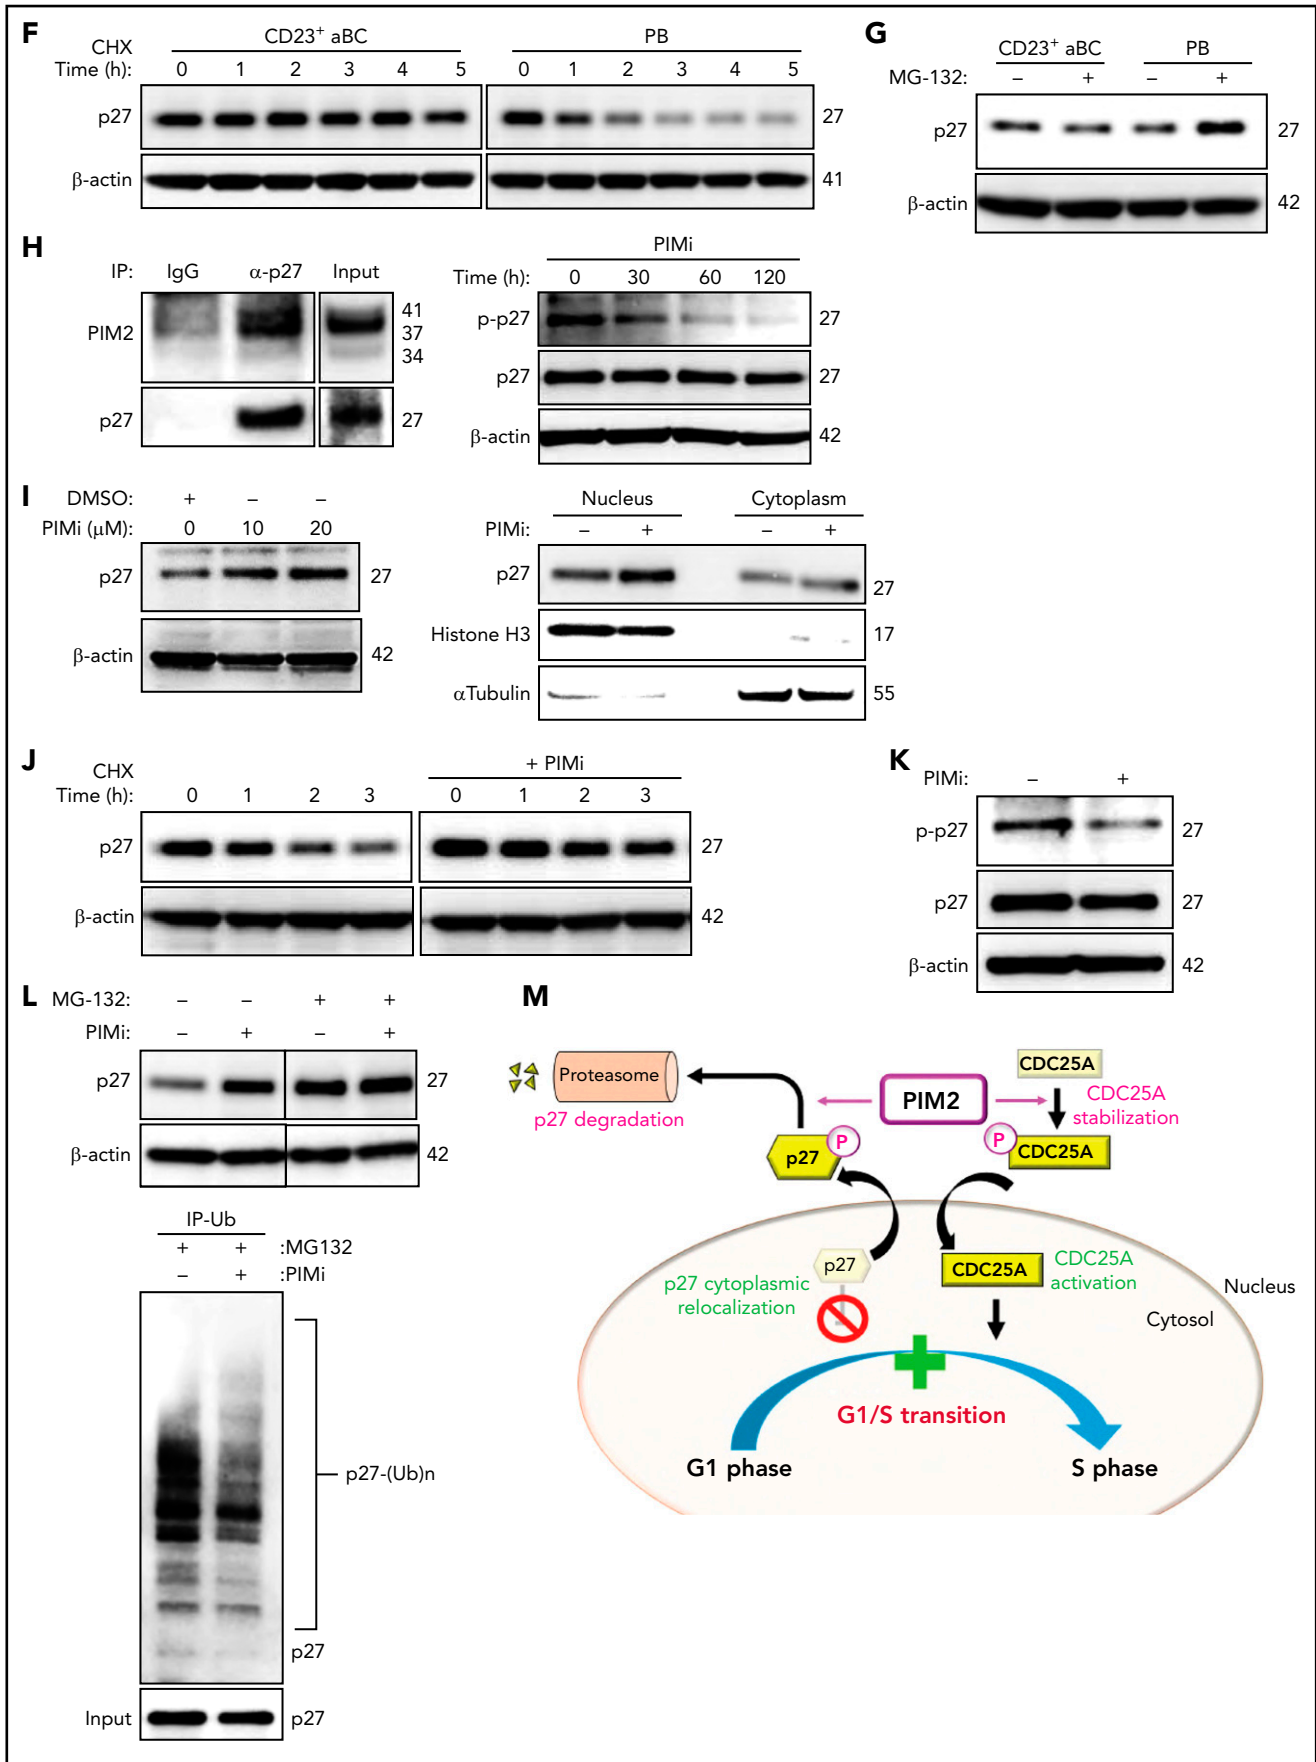 F
CHX
CD23+ aBC
PB
Time (h): 0 1 2 3 4 5 0 1 2 3 4 5
p27 27
β-actin 41
G
CD23+ aBC PB
MG-132: – + – +
p27 27
β-actin 42
H
IP: IgG α-p27 Input
PIM2 41
37
34
p27 27
PIMi
Time (h): 0 30 60 120
p-p27 27
p27 27
β-actin 42
I
DMSO: + – –
PIMi (μM): 0 10 20
p27 27
β-actin 42
Nucleus Cytoplasm
PIMi: – + – +
p27 27
Histone H3 17
αTubulin 55
J
CHX
+ PIMi
Time (h): 0 1 2 3 0 1 2 3
p27 27
β-actin 42
K
PIMi: – +
p-p27 27
p27 27
β-actin 42
L
MG-132: – – + +
PIMi: – + – +
p27 27
β-actin 42
IP-Ub
+ + :MG132
– + :PIMi
p27-(Ub)n
p27
Input p27
M
Proteasome
p27 degradation
PIM2
CDC25A
CDC25A
stabilization
P
p27
P
CDC25A
p27
p27 cytoplasmic
relocalization
CDC25A
CDC25A
activation
Nucleus
Cytosol
G1/S transition
G1 phase
S phase